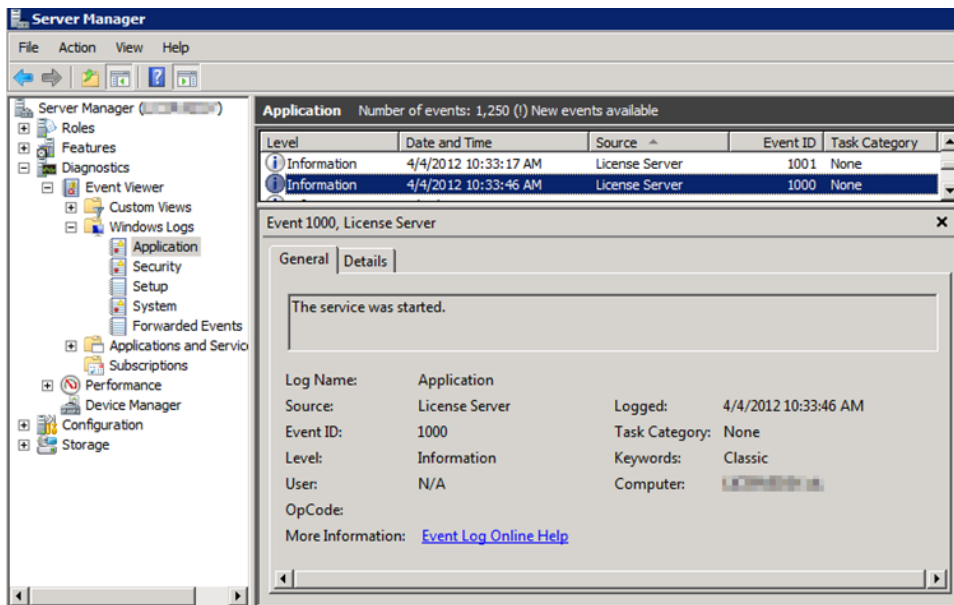 Server Manager
File Action View Help
Server Manager (
Roles
Features
Diagnostics
Event Viewer
Custom Views
Windows Logs
Application
Security
Setup
System
Forwarded Events
Applications and Servic
Subscriptions
Performance
Device Manager
Configuration
Storage
Application Number of events: 1,250 (!) New events available
Level Date and Time Source Event ID Task Category
Information 4/4/2012 10:33:17 AM License Server 1001 None
Information 4/4/2012 10:33:46 AM License Server 1000 None
Event 1000, License Server
General Details
The service was started.
Log Name: Application
Source: License Server Logged: 4/4/2012 10:33:46 AM
Event ID: 1000 Task Category: None
Level: Information Keywords: Classic
User: N/A Computer:
OpCode:
More Information: Event Log Online Help